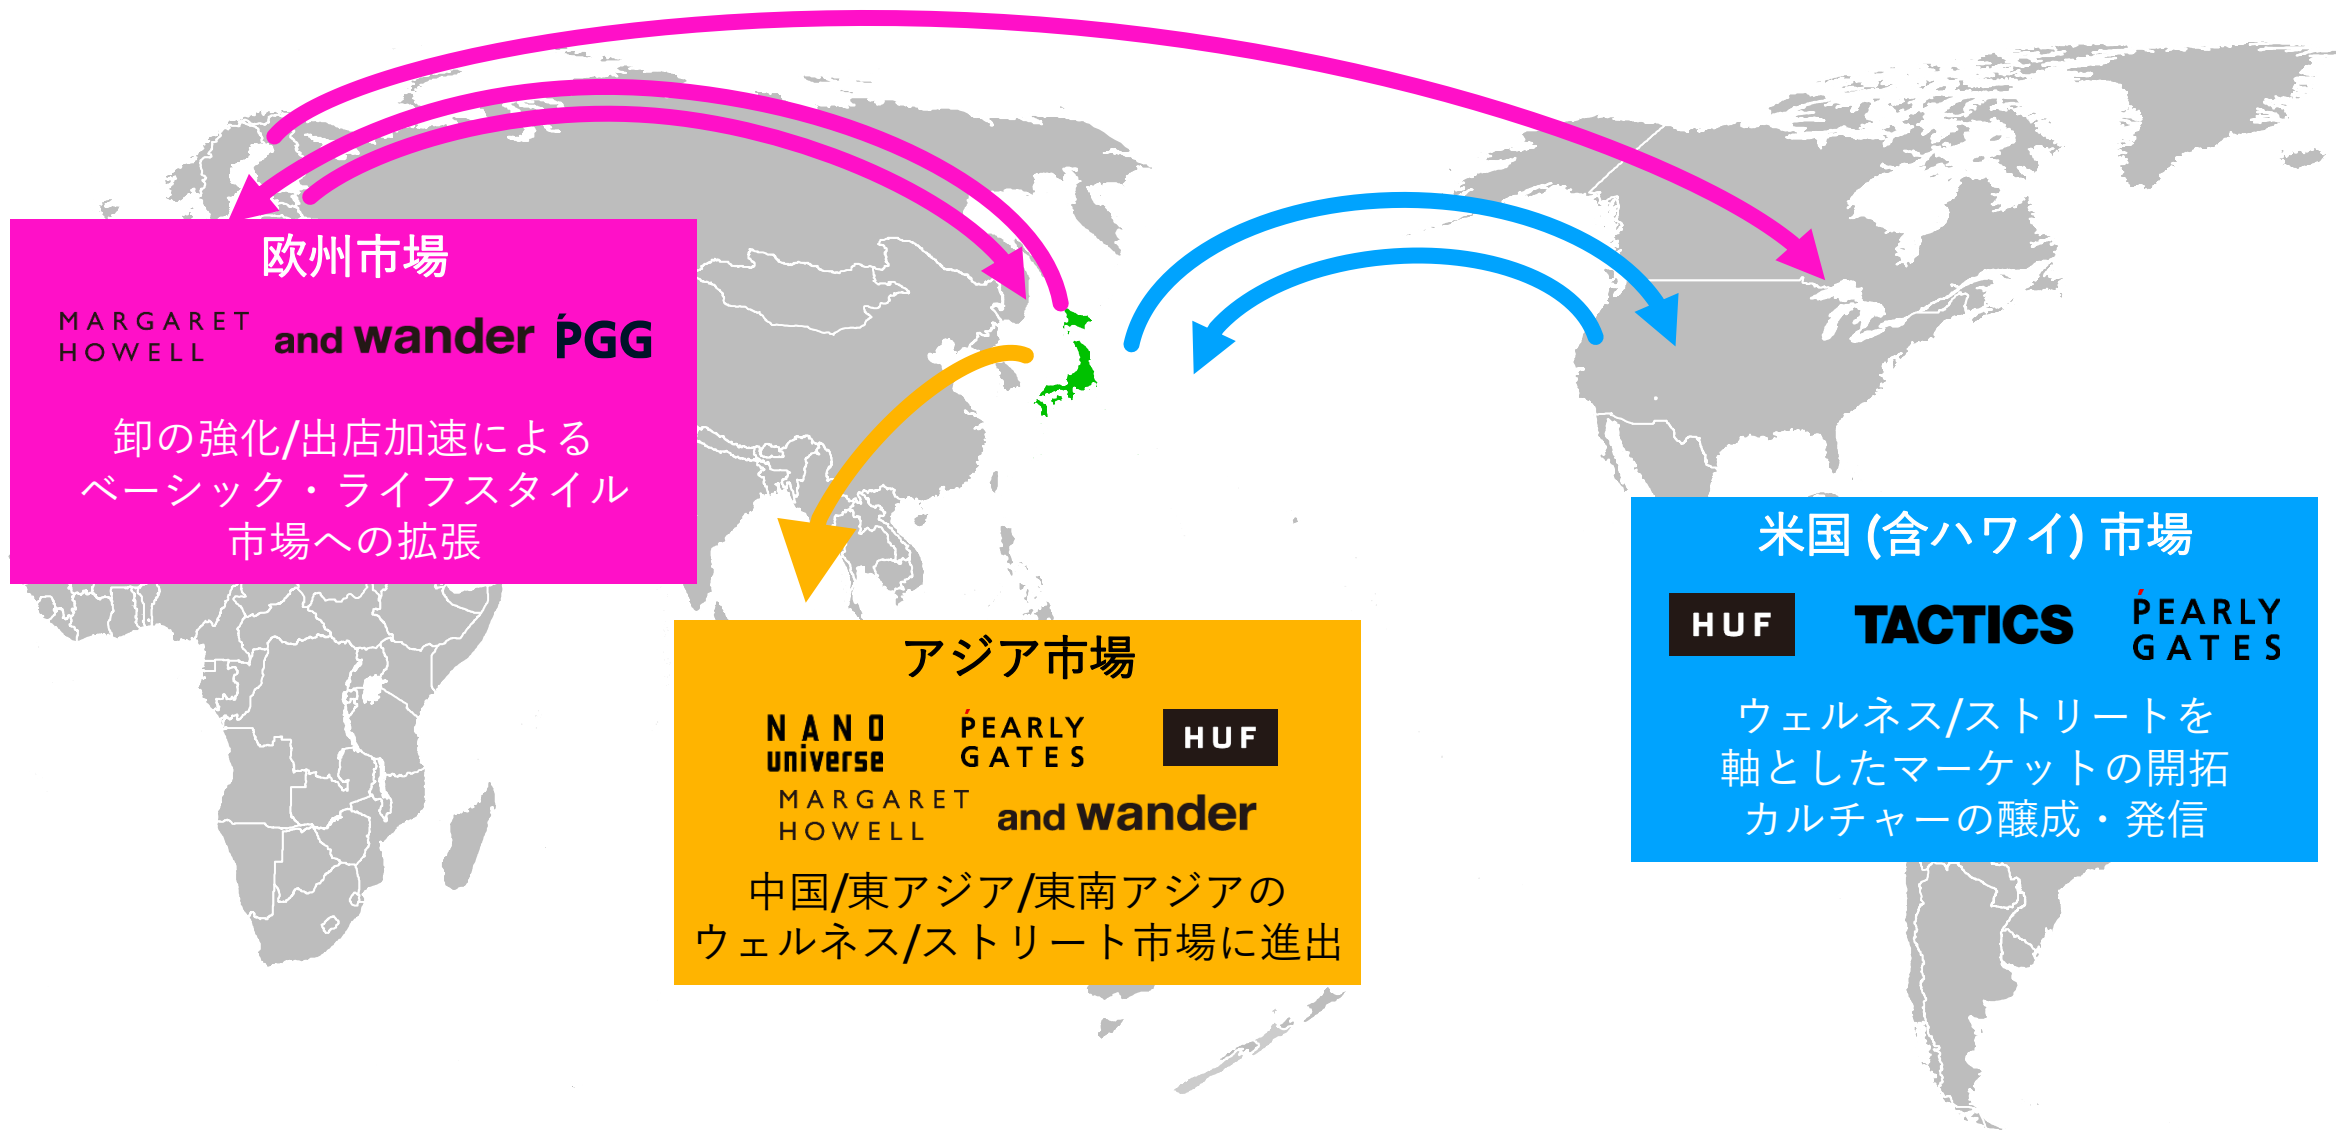 欧州市場
MARGARET
HOWELL
and wander
PGG
卸の強化/出店加速による
ベーシック・ライフスタイル
市場への拡張
アジア市場
NANO
universe
PEARLY
GATES
HUF
MARGARET
HOWELL
and wander
中国/東アジア/東南アジアの
ウェルネス/ストリート市場に進出
米国 (含ハワイ) 市場
HUF
TACTICS
PEARLY
GATES
ウェルネス/ストリートを
軸としたマーケットの開拓
カルチャーの醸成・発信